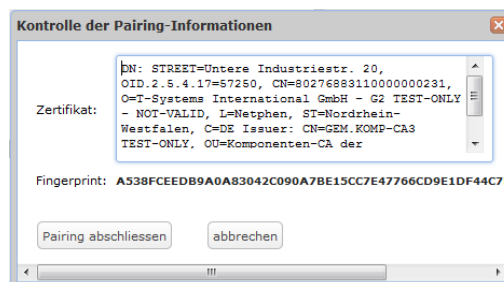 Kontrolle der Pairing-Informationen
DN: STREET=Untere Industriestr. 20,
OID.2.5.4.17=57250, CN=80276883110000000231,
O=T-Systems International GmbH - G2 TEST-ONLY
- NOT-VALID, L=Netphen, ST=Nordrhein-
Westfalen, C=DE Issuer: CN=GEM.KOMP-CA3
TEST-ONLY, OU=Komponenten-CA der
Zertifikat:
Fingerprint: A538FCEEDB9A0A83042C090A7BE15CC7E47766CD9E1DF44C7
Pairing abschliessen
abbrechen